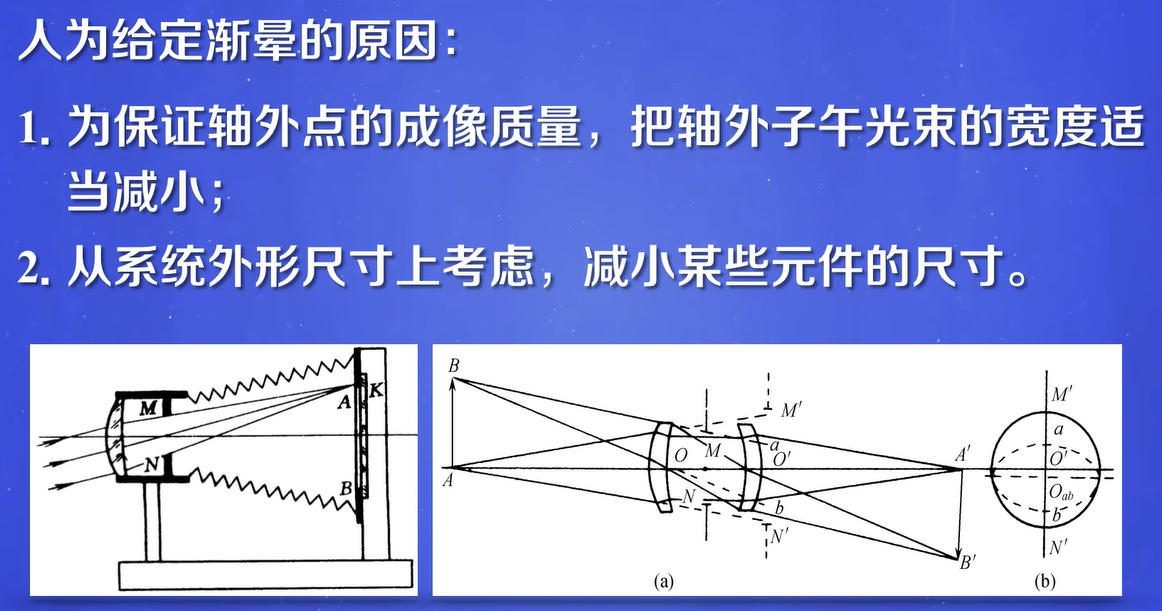 人为给定渐晕的原因：
1. 为保证轴外点的成像质量，把轴外子午光束的宽度适
当减小；
2. 从系统外形尺寸上考虑，减小某些元件的尺寸。
M
K
A
N
B
B
M'
M'
a
a
O
M
O'
A'
O'
A
N
O_ab
b
b
N'
N'
B'
(a)
(b)